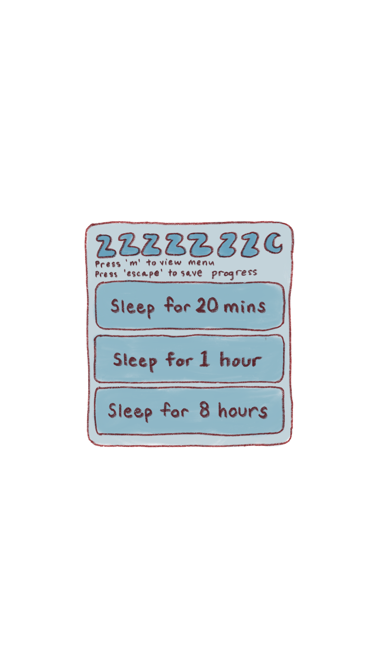 ZZZZZZZ
Press 'm' to view menu
Press 'escape' to save progress
Sleep for 20 mins
Sleep for 1 hour
Sleep for 8 hours